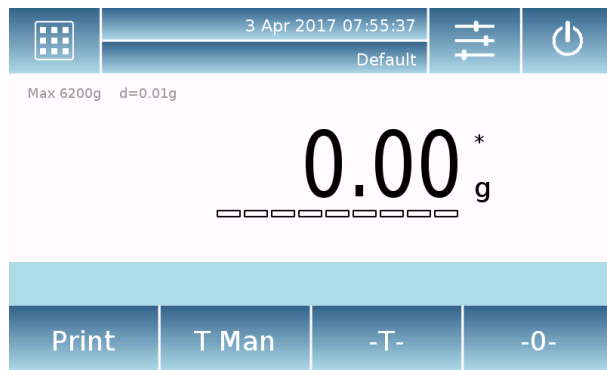 3 Apr 2017 07:55:37
Default
Max 6200g d=0.01g
0.00 * g
Print T Man -T- -0-